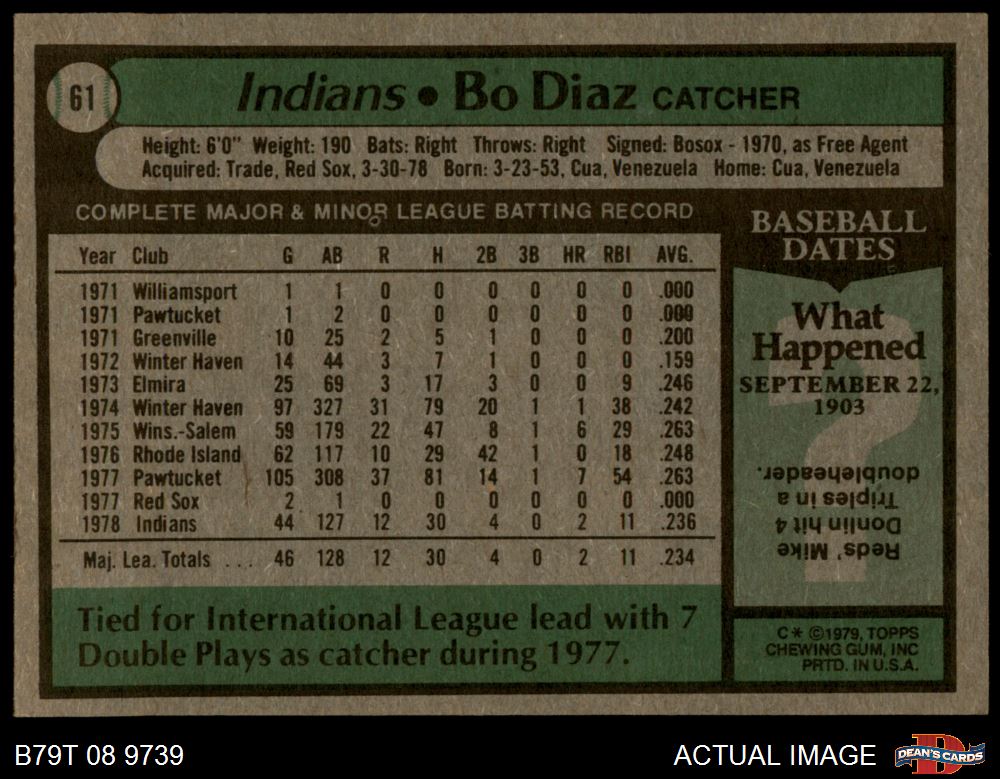 61
Indians • Bo Diaz CATCHER
Height: 6'0" Weight: 190 Bats: Right Throws: Right Signed: Bosox - 1970, as Free Agent
Acquired: Trade, Red Sox, 3-30-78 Born: 3-23-53, Cua, Venezuela Home: Cua, Venezuela
COMPLETE MAJOR & MINOR LEAGUE BATTING RECORD
Year Club G AB R H 2B 3B HR RBI AVG.
1971 Williamsport 1 1 0 0 0 0 0 0 .000
1971 Pawtucket 1 2 0 0 0 0 0 0 .000
1971 Greenville 10 25 2 5 1 0 0 0 .200
1972 Winter Haven 14 44 3 7 1 0 0 0 .159
1973 Elmira 25 69 3 17 3 0 0 9 .246
1974 Winter Haven 97 327 31 79 20 1 1 38 .242
1975 Wins.-Salem 59 179 22 47 8 1 6 29 .263
1976 Rhode Island 62 117 10 29 42 1 0 18 .248
1977 Pawtucket 105 308 37 81 14 1 7 54 .263
1977 Red Sox 2 1 0 0 0 0 0 0 .000
1978 Indians 44 127 12 30 4 0 2 11 .236
Maj. Lea. Totals ... 46 128 12 30 4 0 2 11 .234
Tied for International League lead with 7
Double Plays as catcher during 1977.
BASEBALL
DATES
What
Happened
SEPTEMBER 22,
1903
Reds' Mike
Donlin hit 4
Triples in a
doubleheader.
C* ©1979, TOPPS
CHEWING GUM, INC
PRTD. IN U.S.A.
B79T 08 9739
ACTUAL IMAGE
DEAN'S CARDS